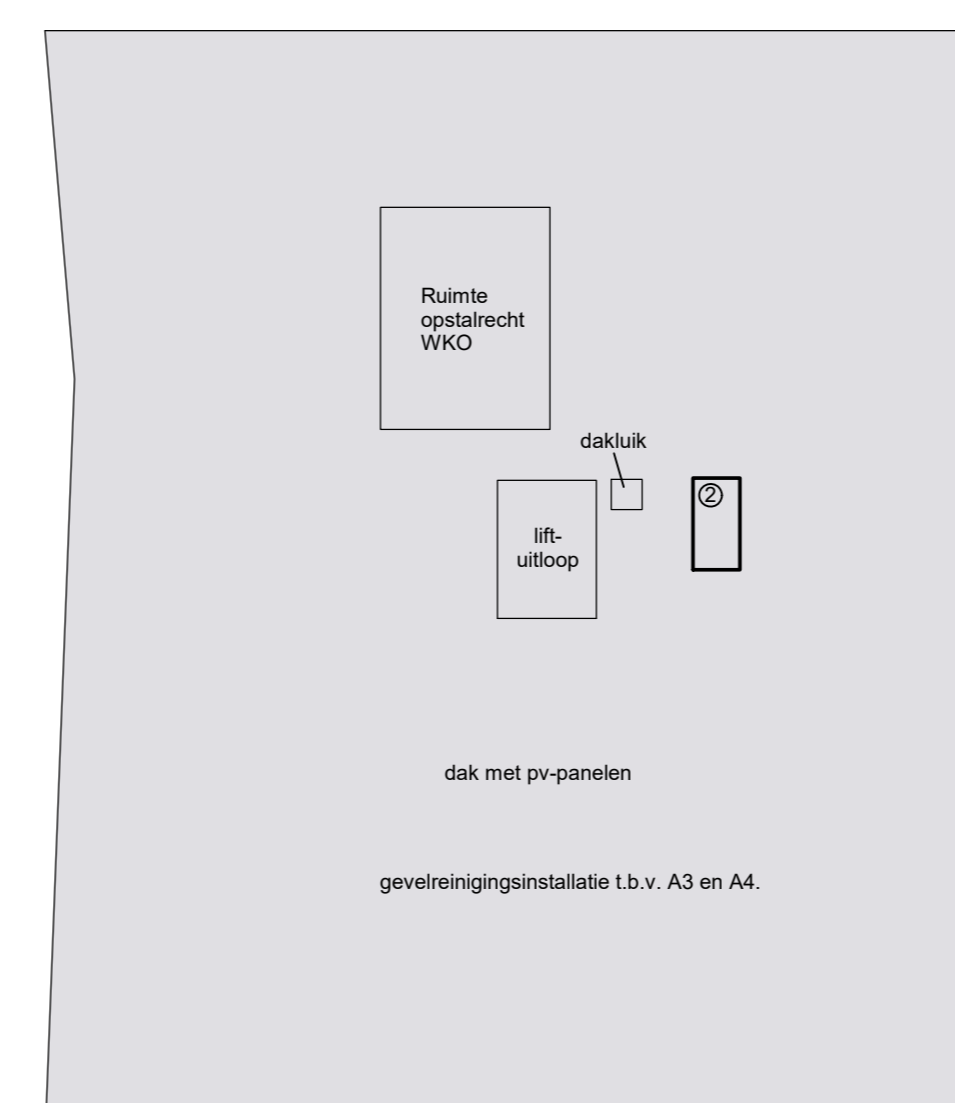 Ruimte
opstalrecht
WKO
dakluik
2
lift-
uitloop
dak met pv-panelen
gevelreinigingsinstallatie t.b.v. A3 en A4.